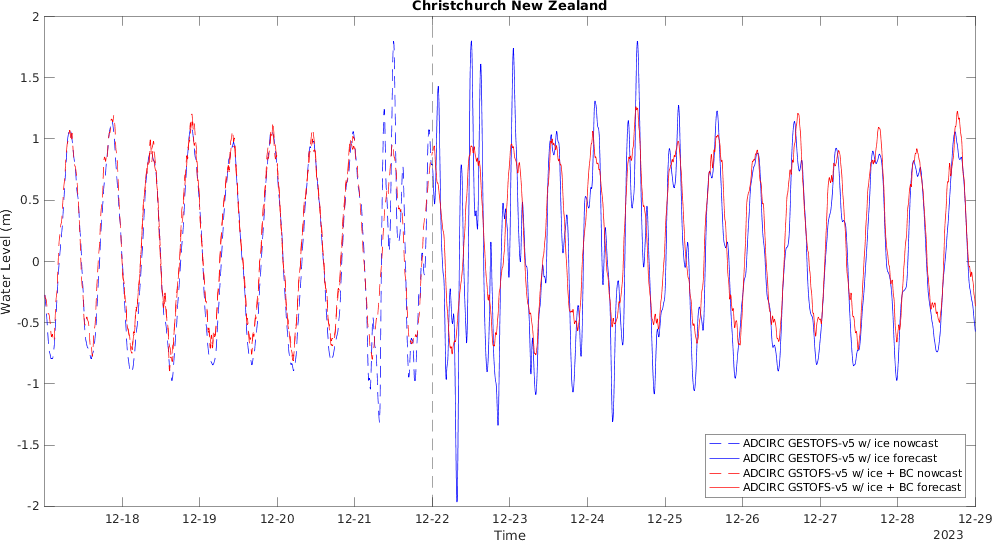 Christchurch New Zealand
2
1.5
1
0.5
0
-0.5
-1
-1.5
-2
Water Level (m)
ADCIRC GESTOFS-v5 w/ ice nowcast
ADCIRC GESTOFS-v5 w/ ice forecast
ADCIRC GSTOFS-v5 w/ ice + BC nowcast
ADCIRC GSTOFS-v5 w/ ice + BC forecast
12-18 12-19 12-20 12-21 12-22 12-23 12-24 12-25 12-26 12-27 12-28 12-29
Time
2023